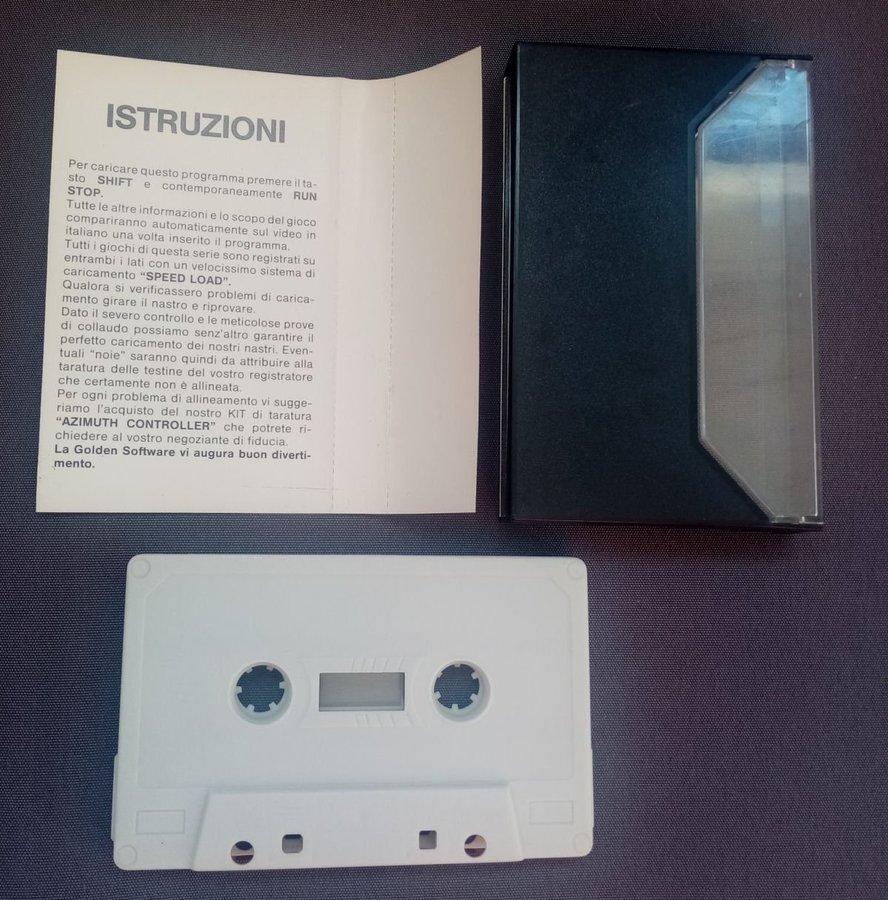 ISTRUZIONI
Per caricare questo programma premere il ta-
sto SHIFT e contemporaneamente RUN
STOP.
Tutte le altre informazioni e lo scopo del gioco
compariranno automaticamente sul video in
italiano una volta inserito il programma.
Tutti i giochi di questa serie sono registrati su
entrambi i lati con un velocissimo sistema di
caricamento “SPEED LOAD”.
Qualora si verificassero problemi di carica-
mento girare il nastro e riprovare.
Dato il severo controllo e le meticolose prove
di collaudo possiamo senz’altro garantire il
perfetto caricamento dei nostri nastri. Even-
tuali “noie” saranno quindi da attribuire alla
taratura delle testine del vostro registratore
che certamente non è allineata.
Per ogni problema di allineamento vi sugge-
riamo l’acquisto del nostro KIT di taratura
“AZIMUTH CONTROLLER” che potrete ri-
chiedere al vostro negoziante di fiducia.
La Golden Software vi augura buon diverti-
mento.